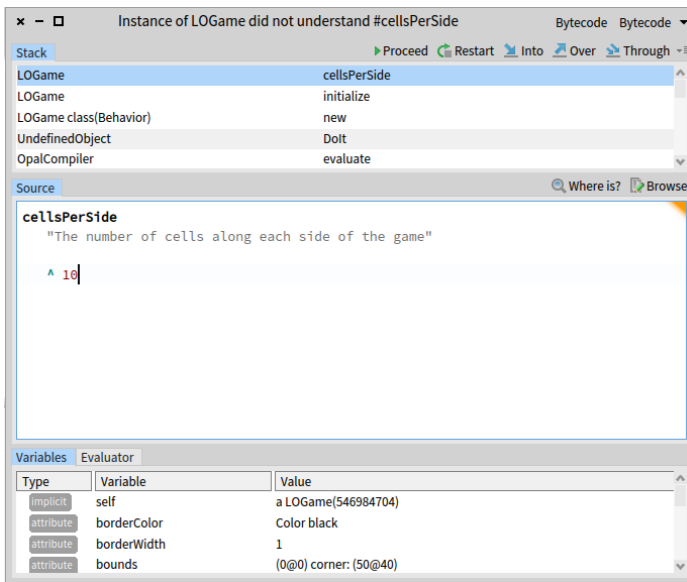 Instance of LOGame did not understand #cellsPerSide Bytecode Bytecode
Stack Proceed Restart Into Over Through
LOGame cellsPerSide
LOGame initialize
LOGame class(Behavior) new
UndefinedObject DoIt
OpalCompiler evaluate
Source Where is? Browse
cellsPerSide
"The number of cells along each side of the game"
^ 10
Variables Evaluator
Type Variable Value
implicit self a LOGame(546984704)
attribute borderColor Color black
attribute borderWidth 1
attribute bounds (0@0) corner: (50@40)